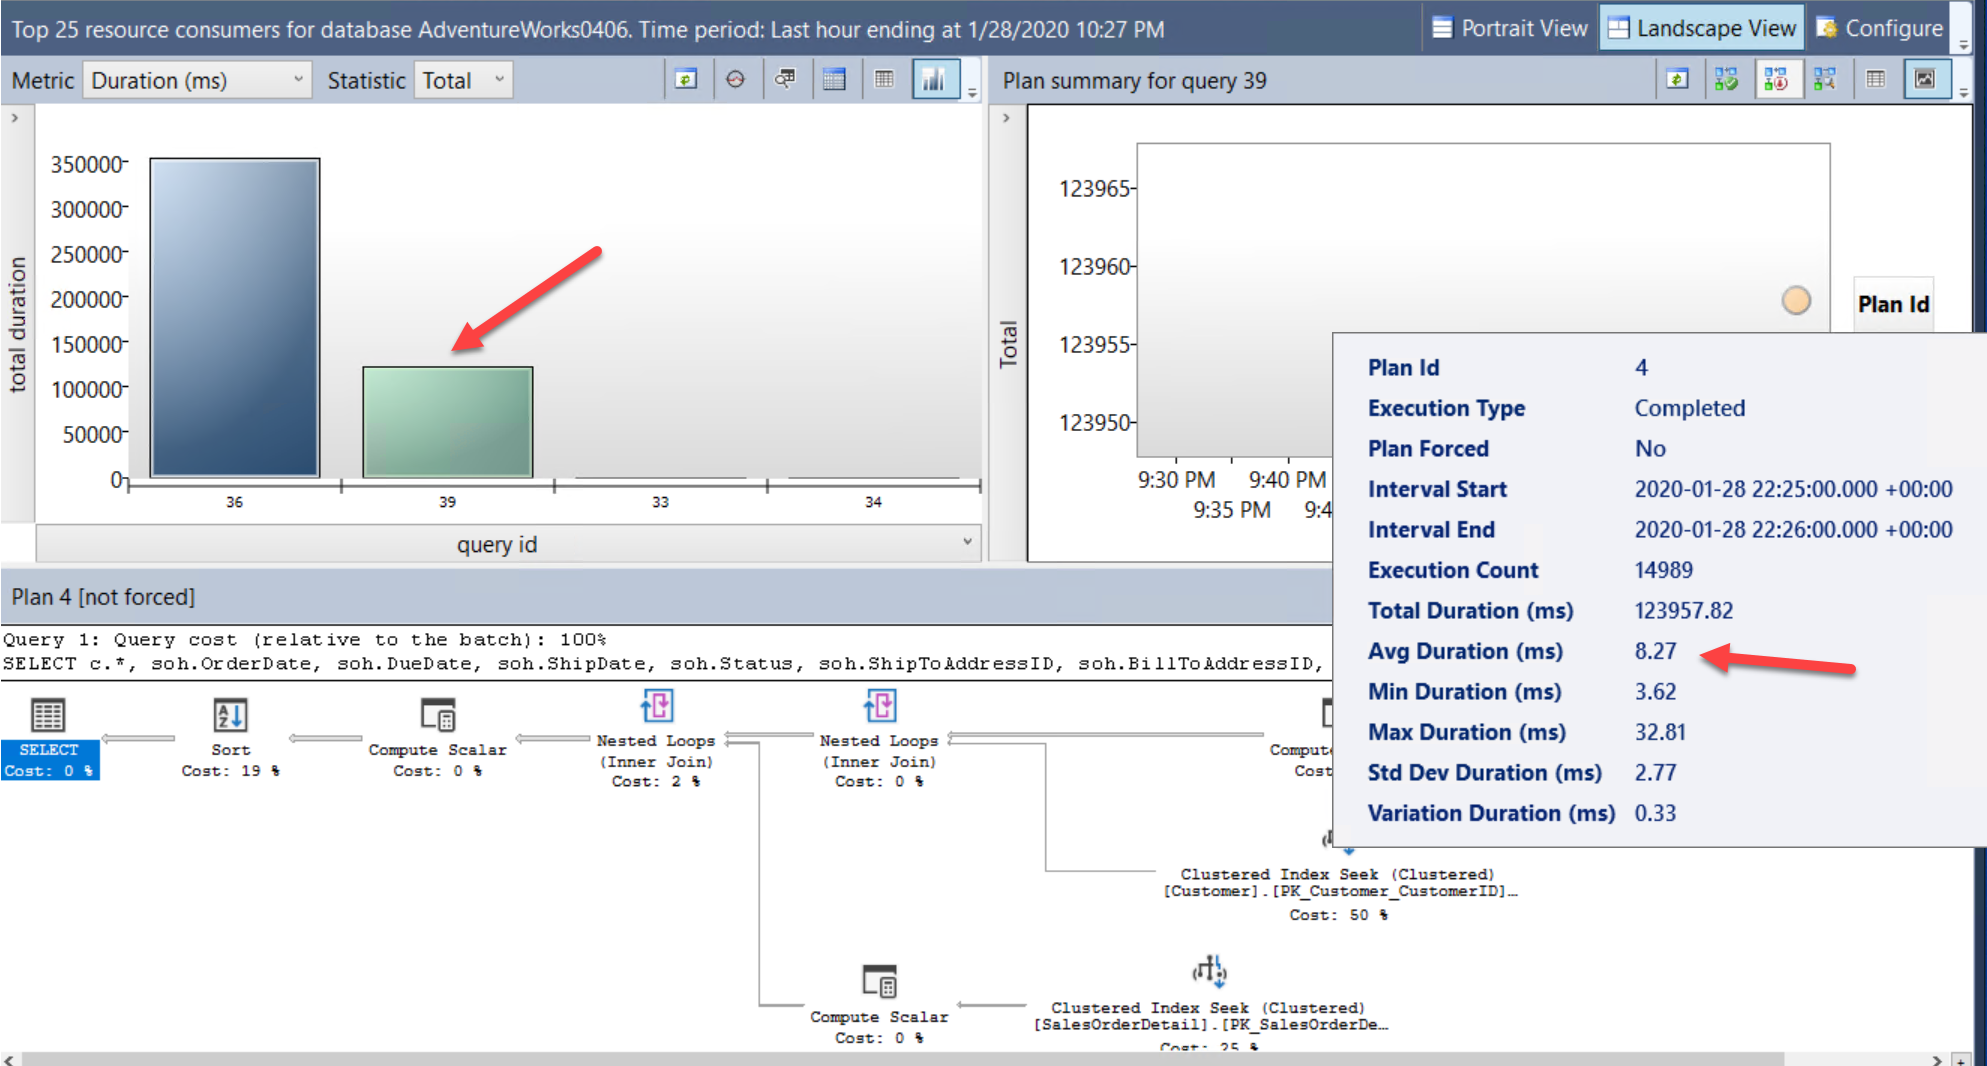 Top 25 resource consumers for database AdventureWorks0406. Time period: Last hour ending at 1/28/2020 10:27 PM
Portrait View
Landscape View
Configure
Metric Duration (ms) Statistic Total
Plan summary for query 39
total duration
350000
300000
250000
200000
150000
100000
50000
0
36 39 33 34
query id
Total
123965
123960
123955
123950
9:30 PM 9:40 PM
9:35 PM 9:4
Plan Id
Plan Id 4
Execution Type Completed
Plan Forced No
Interval Start 2020-01-28 22:25:00.000 +00:00
Interval End 2020-01-28 22:26:00.000 +00:00
Execution Count 14989
Total Duration (ms) 123957.82
Avg Duration (ms) 8.27
Min Duration (ms) 3.62
Max Duration (ms) 32.81
Std Dev Duration (ms) 2.77
Variation Duration (ms) 0.33
Plan 4 [not forced]
Query 1: Query cost (relative to the batch): 100%
SELECT c.*, soh.OrderDate, soh.DueDate, soh.ShipDate, soh.Status, soh.ShipToAddressID, soh.BillToAddressID,
SELECT
Cost: 0 %
Sort
Cost: 19 %
Compute Scalar
Cost: 0 %
Nested Loops
(Inner Join)
Cost: 2 %
Nested Loops
(Inner Join)
Cost: 0 %
Compute
Cost
Clustered Index Seek (Clustered)
[Customer].[PK_Customer_CustomerID]…
Cost: 50 %
Compute Scalar
Cost: 0 %
Clustered Index Seek (Clustered)
[SalesOrderDetail].[PK_SalesOrderDe…
Cost: 25 %